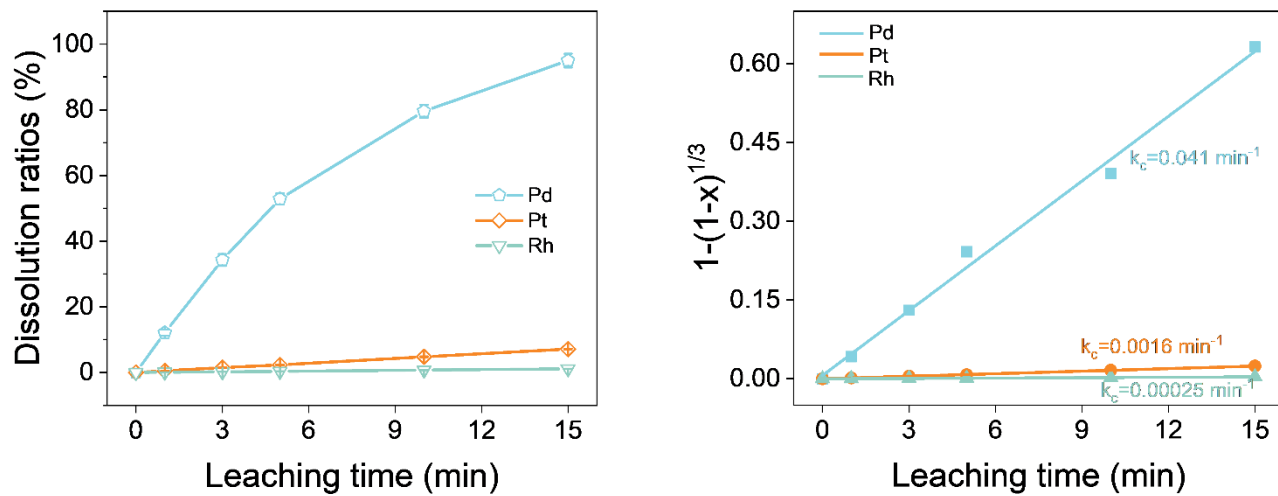 Dissolution ratios (%)
100
80
60
40
20
0
Pd
Pt
Rh
0 3 6 9 12 15
Leaching time (min)
1-(1-x)^1/3
0.60
0.45
0.30
0.15
0.00
Pd
Pt
Rh
k_c=0.041 min^-1
k_c=0.0016 min^-1
k_c=0.00025 min^-1
0 3 6 9 12 15
Leaching time (min)